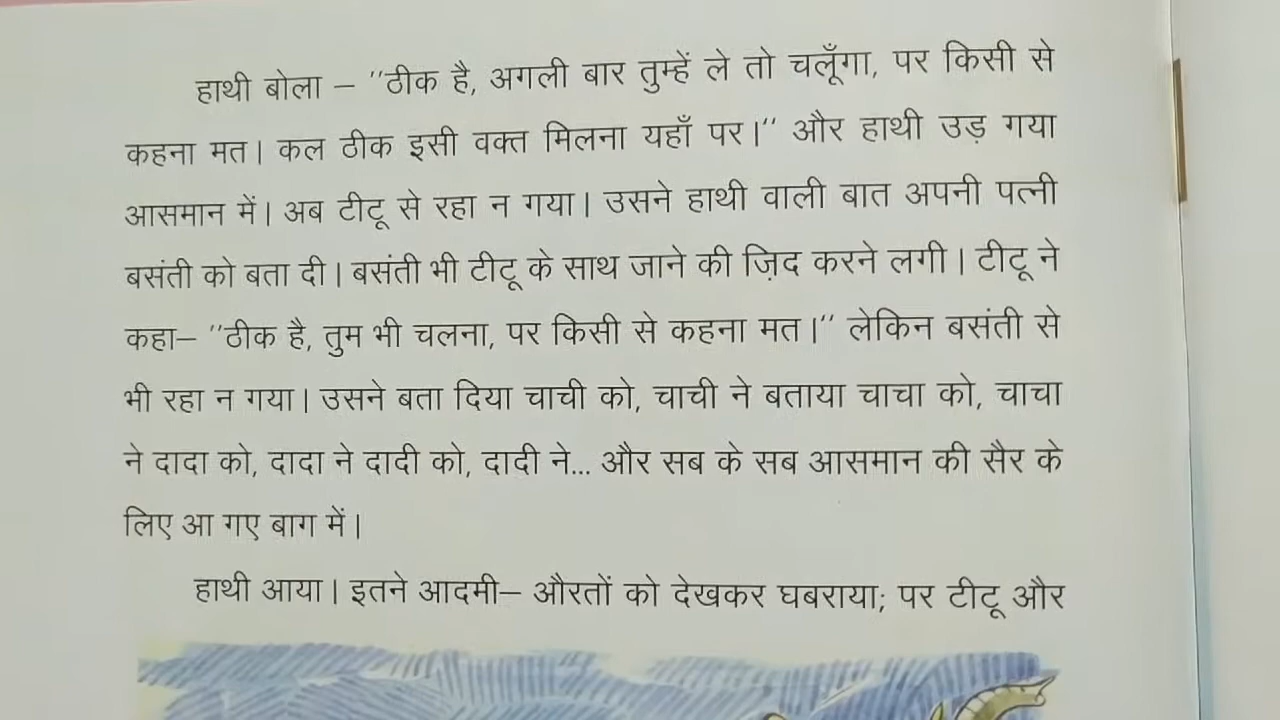 हाथी बोला – "ठीक है, अगली बार तुम्हें ले तो चलूँगा, पर किसी से
कहना मत। कल ठीक इसी वक्त मिलना यहाँ पर।" और हाथी उड़ गया
आसमान में। अब टीटू से रहा न गया। उसने हाथी वाली बात अपनी पत्नी
बसंती को बता दी। बसंती भी टीटू के साथ जाने की ज़िद करने लगी। टीटू ने
कहा– "ठीक है, तुम भी चलना, पर किसी से कहना मत।" लेकिन बसंती से
भी रहा न गया। उसने बता दिया चाची को, चाची ने बताया चाचा को, चाचा
ने दादा को, दादा ने दादी को, दादी ने... और सब के सब आसमान की सैर के
लिए आ गए बाग में।
हाथी आया। इतने आदमी– औरतों को देखकर घबराया; पर टीटू और